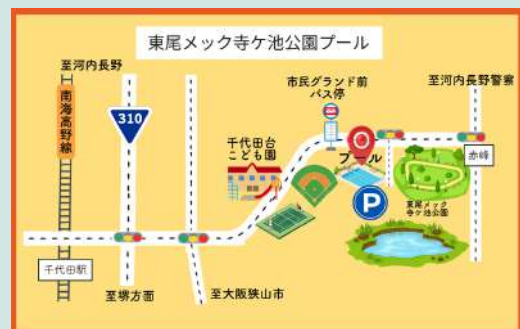 東尾メック寺ケ池公園プール
至河内長野
市民グランド前
バス停
至河内長野警察
南海高野線
310
千代田台
こども園
プール
赤峰
P
東尾メック
寺ケ池公園
千代田駅
至堺方面
至大阪狭山市